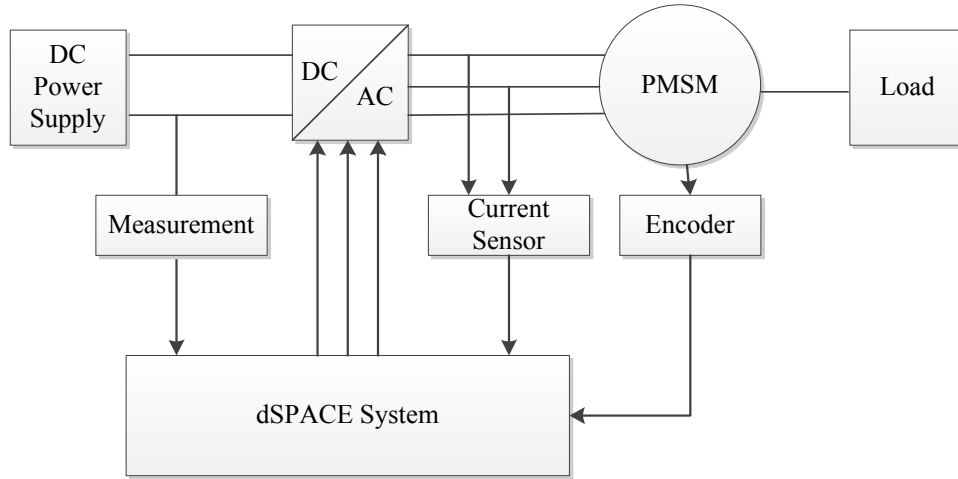 DC
Power
Supply
DC
AC
PMSM
Load
Measurement
Current
Sensor
Encoder
dSPACE System